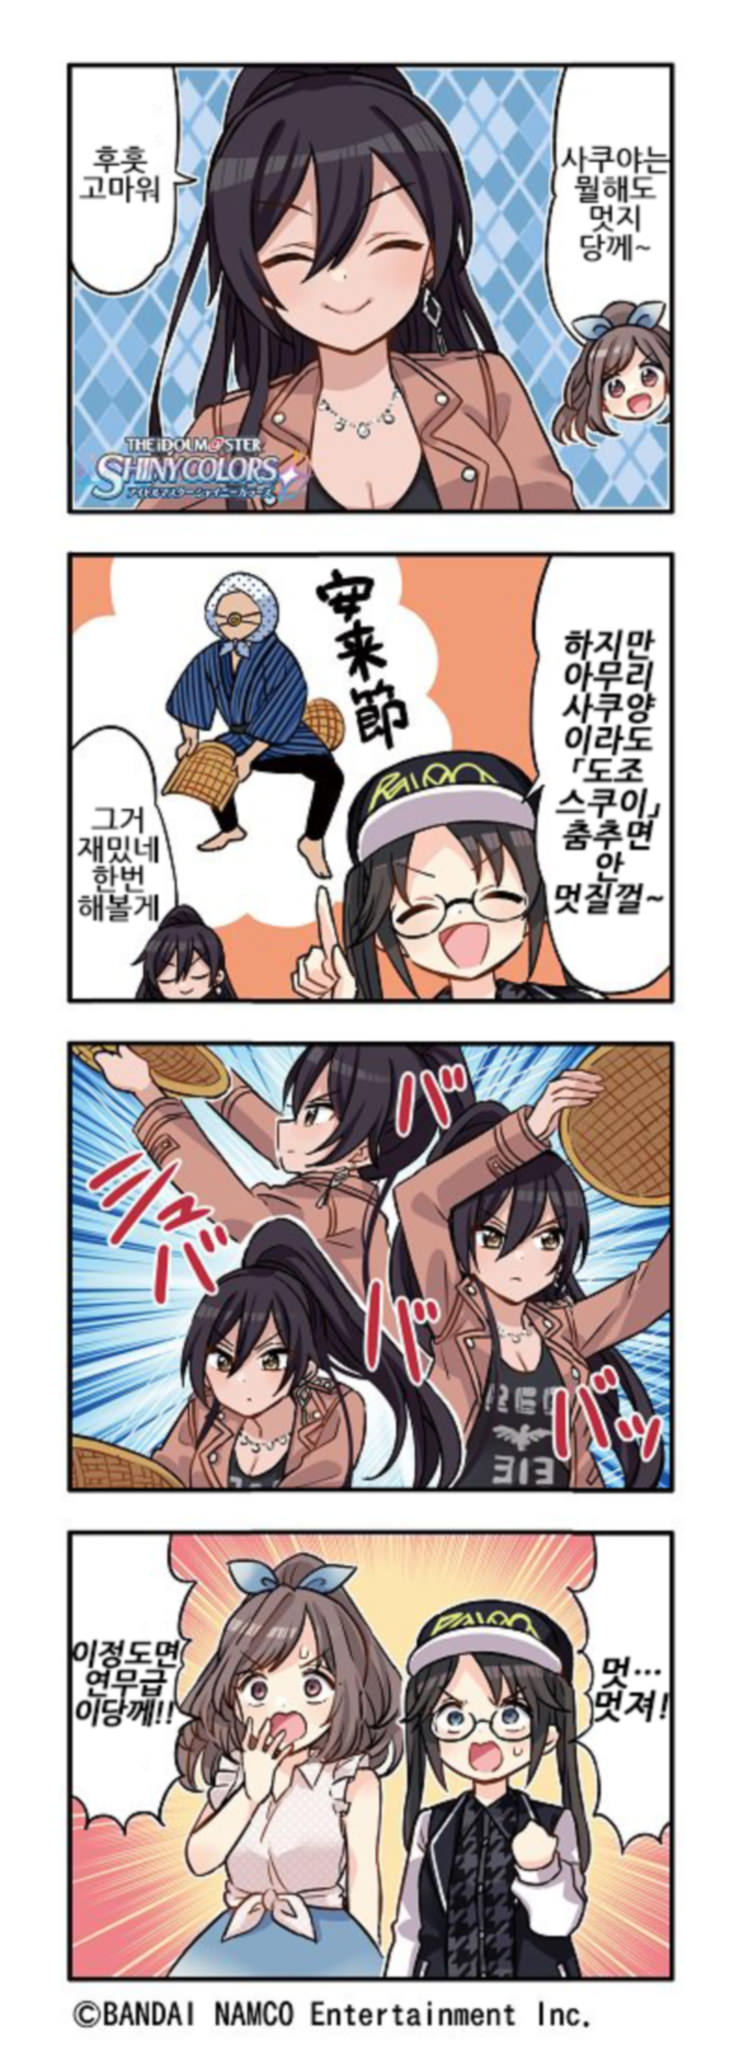 사쿠야는
뭘해도
멋지
당께~
후훗
고마워
THE iDOLM@STER
SHINYCOLORS
アイドルマスターシャイニーカラーズ
하지만
아무리
사쿠양
이라도
「도조
스쿠이」
춤추면
안
멋질껄~
安来節
그거
재밌네
한번
해볼게
バ゛
シュ
バ
バ
バッ
멋…
멋져!
이정도면
연무급
이당께!!
©BANDAI NAMCO Entertainment Inc.